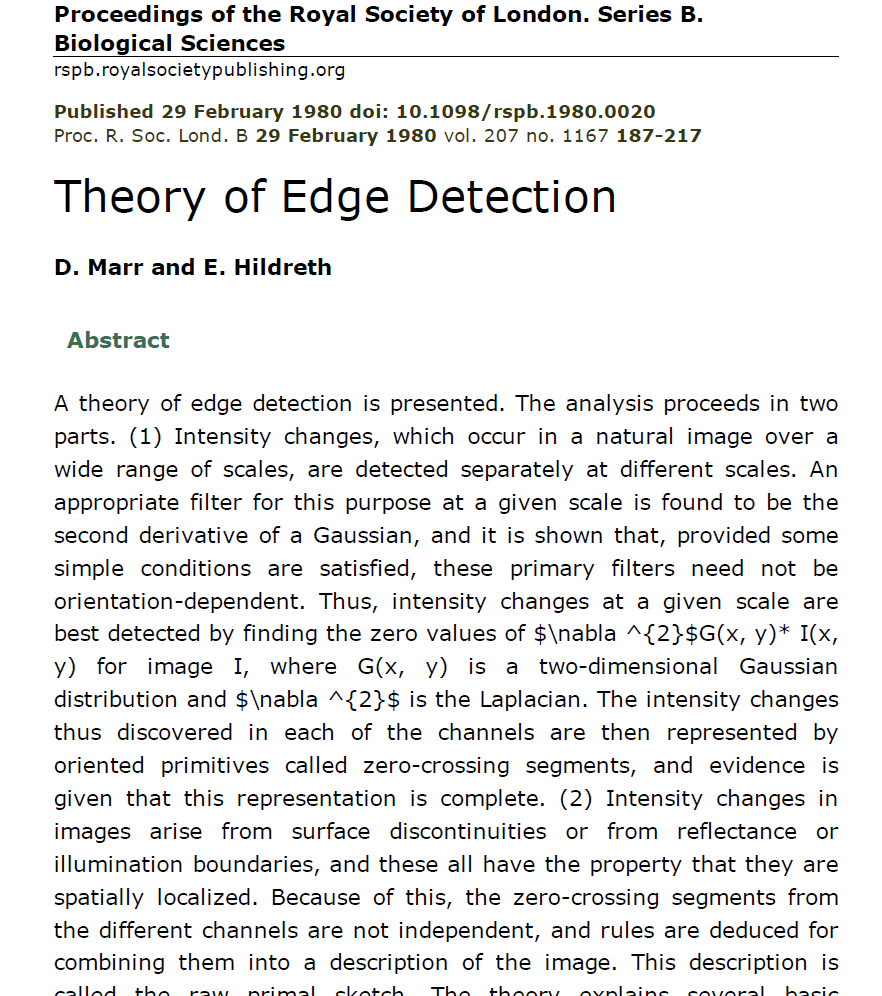 Proceedings of the Royal Society of London. Series B.
Biological Sciences
rspb.royalsocietypublishing.org
Published 29 February 1980 doi: 10.1098/rspb.1980.0020
Proc. R. Soc. Lond. B 29 February 1980 vol. 207 no. 1167 187-217
Theory of Edge Detection
D. Marr and E. Hildreth
Abstract
A theory of edge detection is presented. The analysis proceeds in two
parts. (1) Intensity changes, which occur in a natural image over a
wide range of scales, are detected separately at different scales. An
appropriate filter for this purpose at a given scale is found to be the
second derivative of a Gaussian, and it is shown that, provided some
simple conditions are satisfied, these primary filters need not be
orientation-dependent. Thus, intensity changes at a given scale are
best detected by finding the zero values of $\nabla ^{2}$G(x, y)* I(x,
y) for image I, where G(x, y) is a two-dimensional Gaussian
distribution and $\nabla ^{2}$ is the Laplacian. The intensity changes
thus discovered in each of the channels are then represented by
oriented primitives called zero-crossing segments, and evidence is
given that this representation is complete. (2) Intensity changes in
images arise from surface discontinuities or from reflectance or
illumination boundaries, and these all have the property that they are
spatially localized. Because of this, the zero-crossing segments from
the different channels are not independent, and rules are deduced for
combining them into a description of the image. This description is
called the raw primal sketch. The theory explains several basic